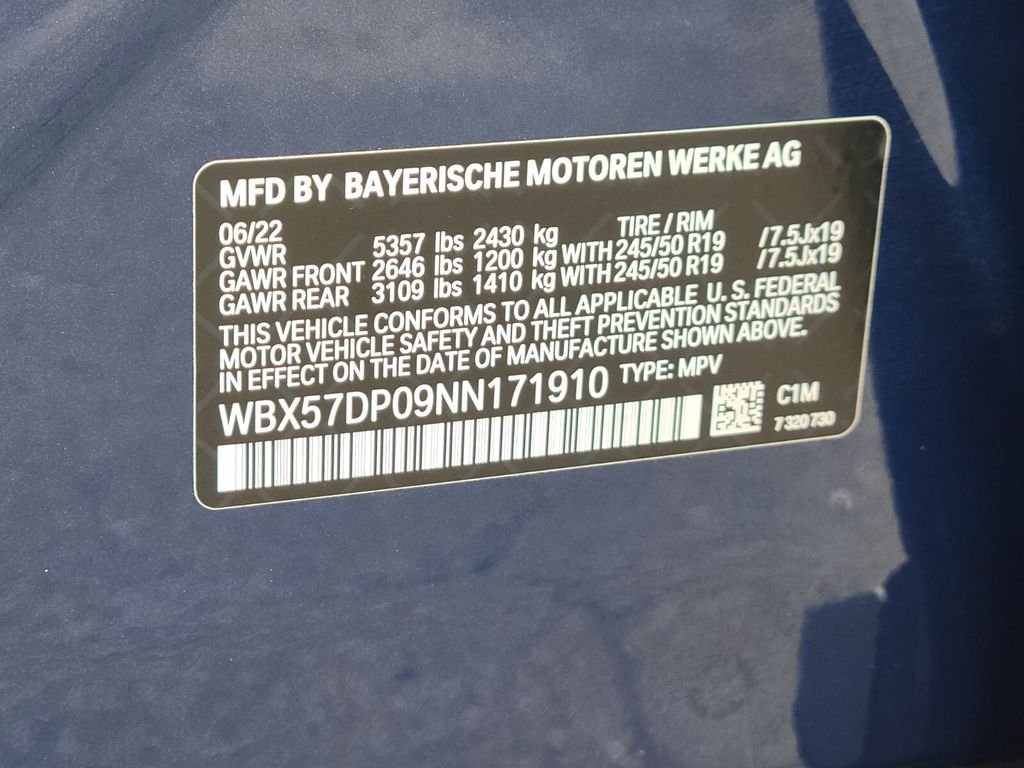 MFD BY BAYERISCHE MOTOREN WERKE AG
06/22 TIRE / RIM
GVWR 5357 lbs 2430 kg
GAWR FRONT 2646 lbs 1200 kg WITH 245/50 R19 /7.5Jx19
GAWR REAR 3109 lbs 1410 kg WITH 245/50 R19 /7.5Jx19
THIS VEHICLE CONFORMS TO ALL APPLICABLE U. S. FEDERAL
MOTOR VEHICLE SAFETY AND THEFT PREVENTION STANDARDS
IN EFFECT ON THE DATE OF MANUFACTURE SHOWN ABOVE.
WBX57DP09NN171910 TYPE: MPV
C1M
7320730